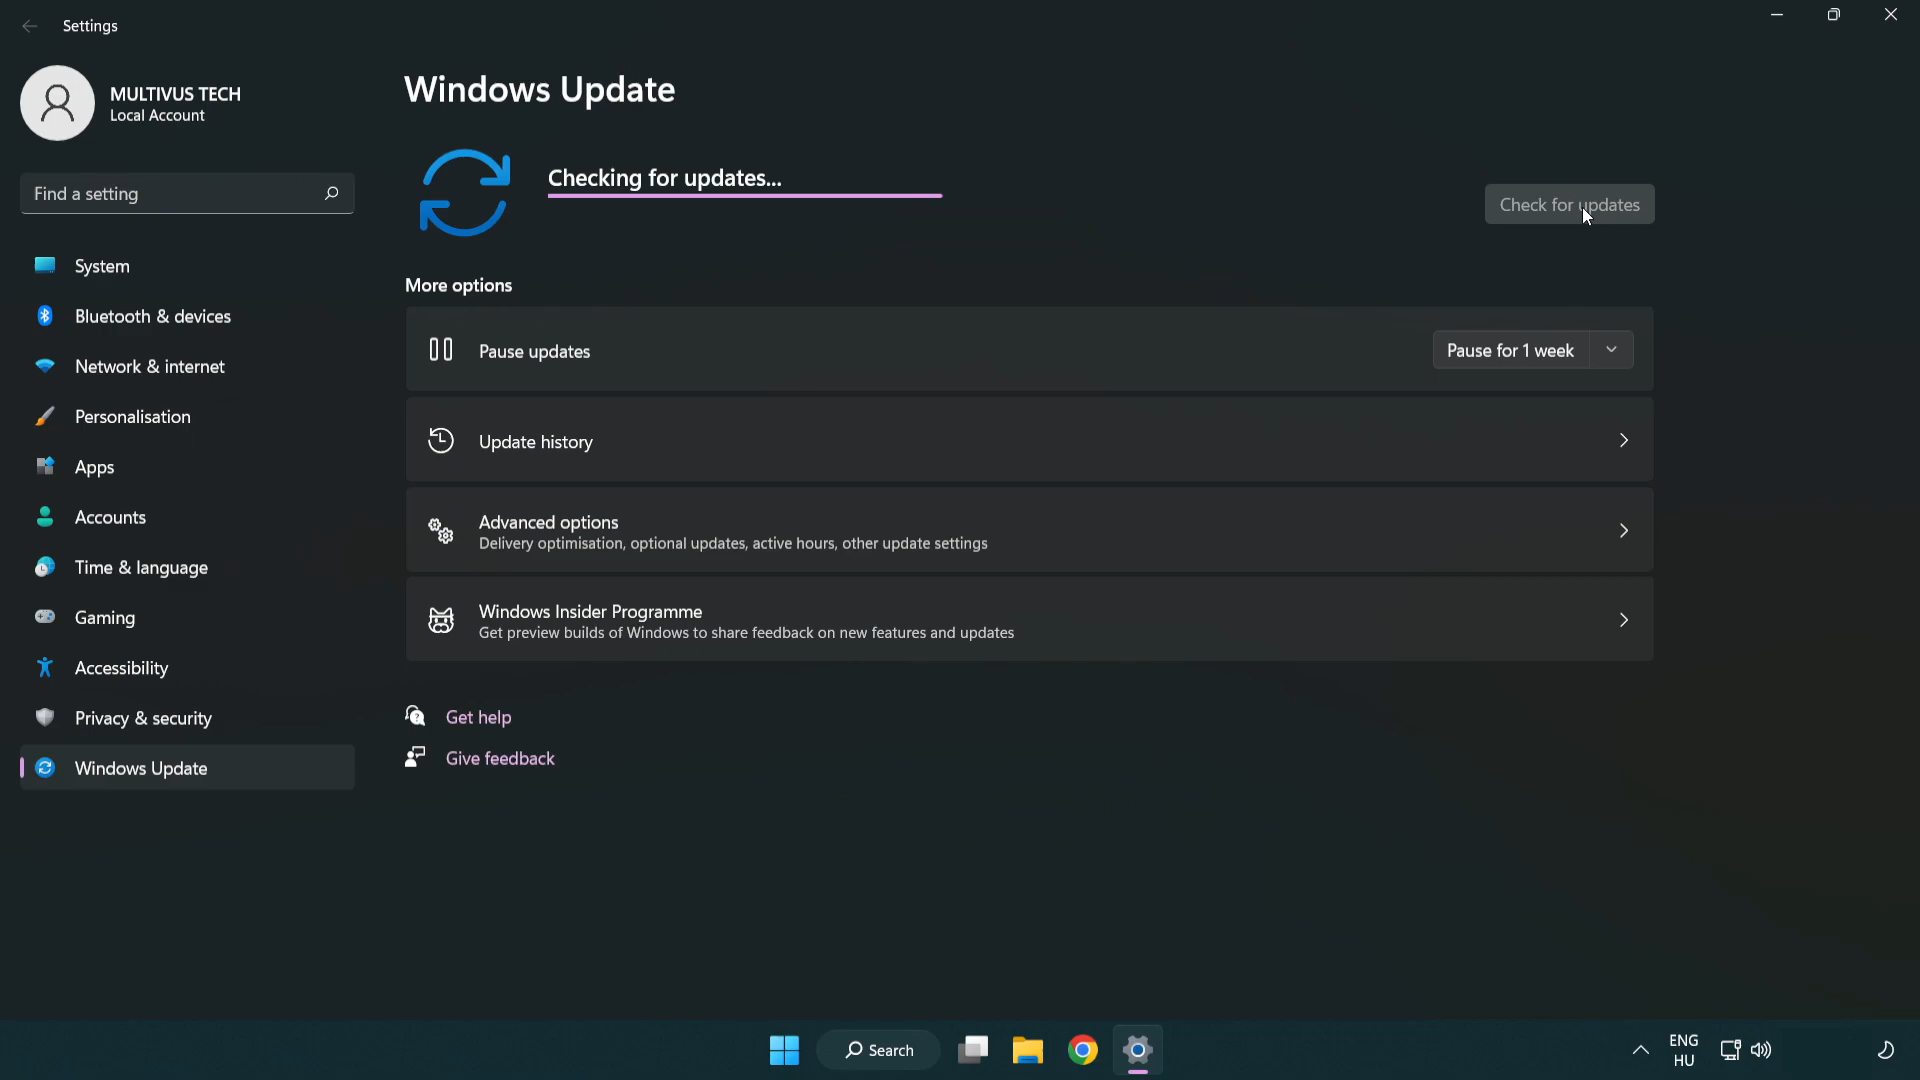 Settings
MULTIVUS TECH
Local Account
Find a setting
System
Bluetooth & devices
Network & internet
Personalisation
Apps
Accounts
Time & language
Gaming
Accessibility
Privacy & security
Windows Update
Windows Update
Checking for updates...
Check for updates
More options
Pause updates
Pause for 1 week
Update history
Advanced options
Delivery optimisation, optional updates, active hours, other update settings
Windows Insider Programme
Get preview builds of Windows to share feedback on new features and updates
Get help
Give feedback
Search
ENG
HU